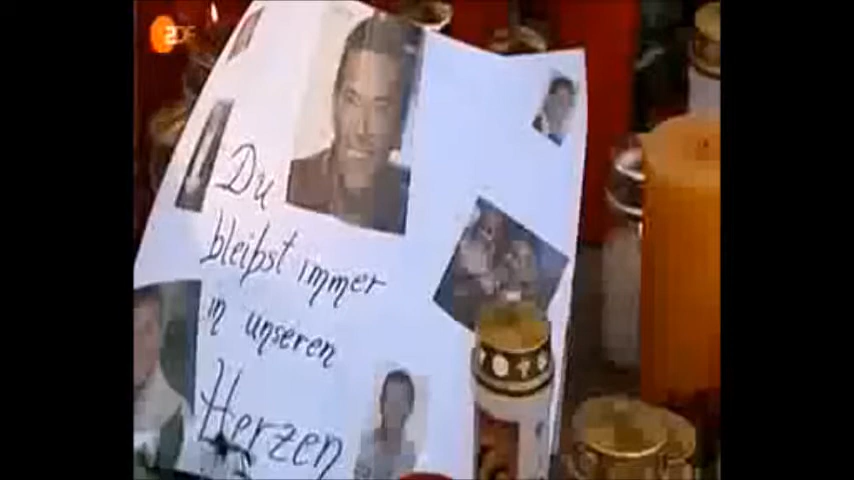 ZDF
Du
bleibst immer
in unseren
Herzen